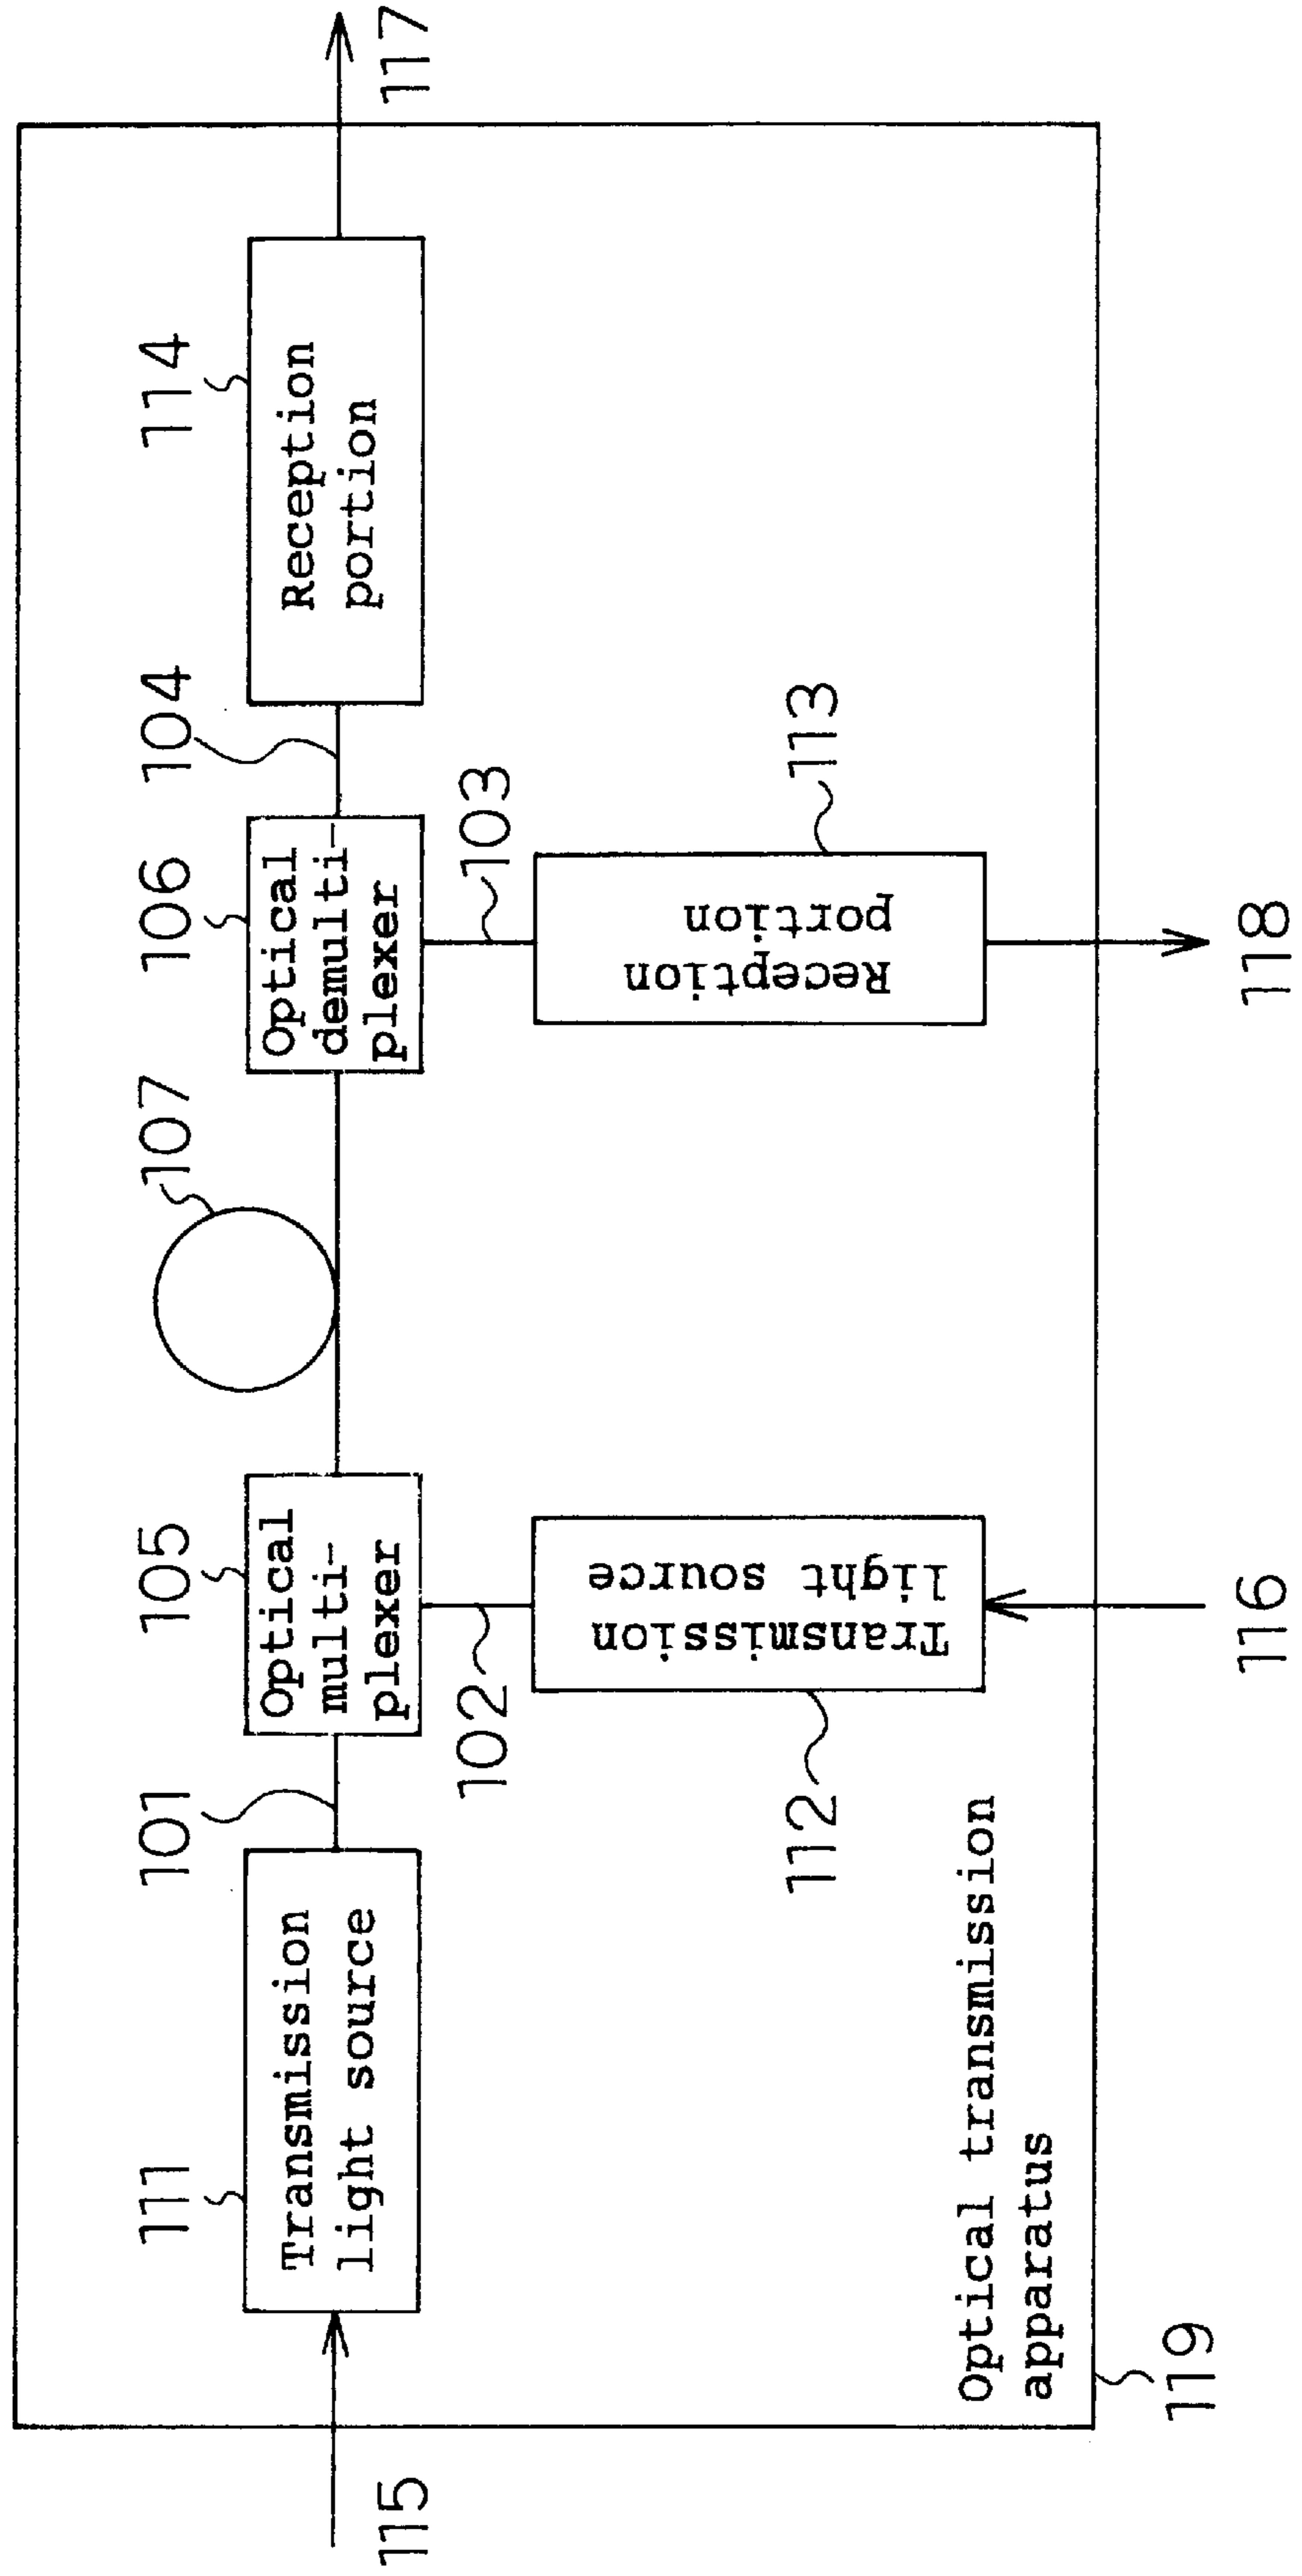 111
101
105
107
106
104
114
Transmission
light source
Optical
multi-
plexer
Optical
demulti-
plexer
Reception
portion
115
117
102
103
112
Transmission
light source
113
Reception
portion
Optical transmission
apparatus
119
116
118